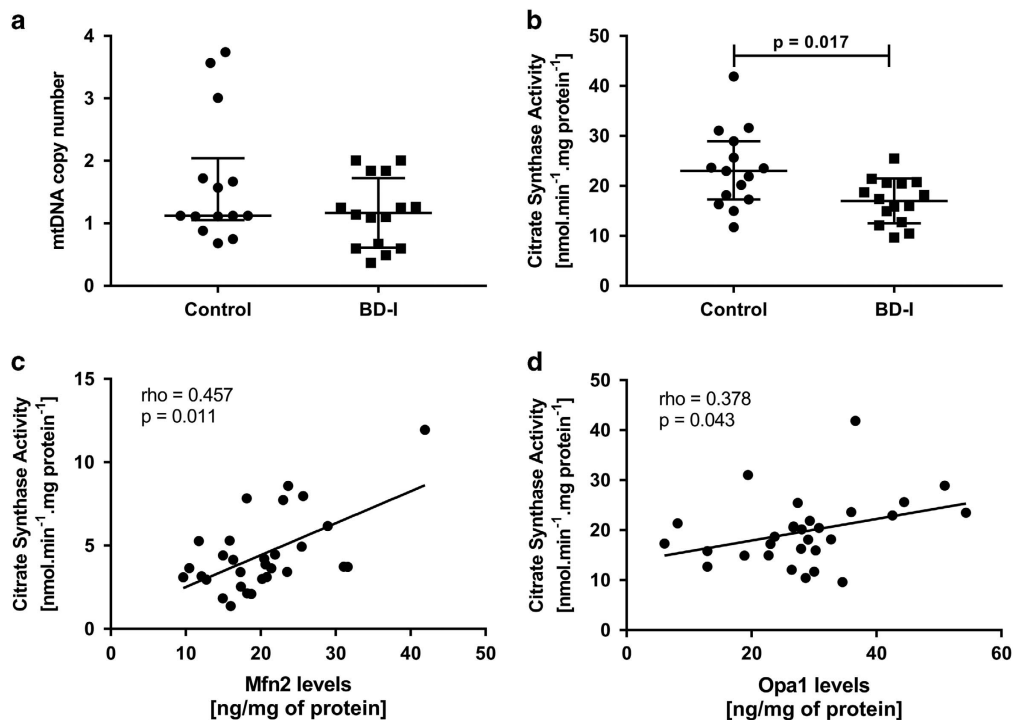 a
mtDNA copy number
4
3
2
1
0
Control
BD-I
b
Citrate Synthase Activity
[nmol.min⁻¹.mg protein⁻¹]
50
40
30
20
10
0
p = 0.017
Control
BD-I
c
Citrate Synthase Activity
[nmol.min⁻¹.mg protein⁻¹]
15
10
5
0
rho = 0.457
p = 0.011
0 10 20 30 40 50
Mfn2 levels
[ng/mg of protein]
d
Citrate Synthase Activity
[nmol.min⁻¹.mg protein⁻¹]
50
40
30
20
10
0
rho = 0.378
p = 0.043
0 20 40 60
Opa1 levels
[ng/mg of protein]